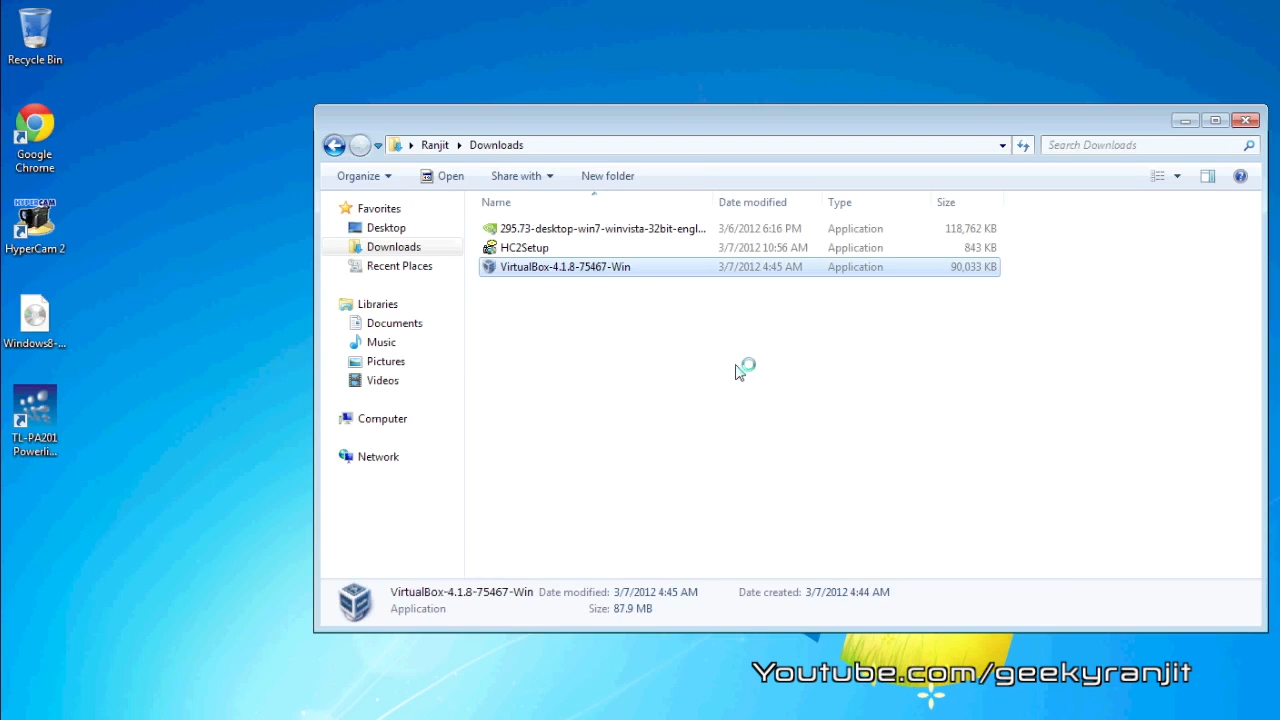 Recycle Bin
Google
Chrome
HYPERCAM
HyperCam 2
Windows8-...
TL-PA201
Powerli...
Ranjit
Downloads
Search Downloads
Organize
Open
Share with
New folder
Favorites
Desktop
Downloads
Recent Places
Libraries
Documents
Music
Pictures
Videos
Computer
Network
Name Date modified Type Size
295.73-desktop-win7-winvista-32bit-engl... 3/6/2012 6:16 PM Application 118,762 KB
HC2Setup 3/7/2012 10:56 AM Application 843 KB
VirtualBox-4.1.8-75467-Win 3/7/2012 4:45 AM Application 90,033 KB
VirtualBox-4.1.8-75467-Win Date modified: 3/7/2012 4:45 AM Date created: 3/7/2012 4:44 AM
Application Size: 87.9 MB
Youtube.com/geekyranjit